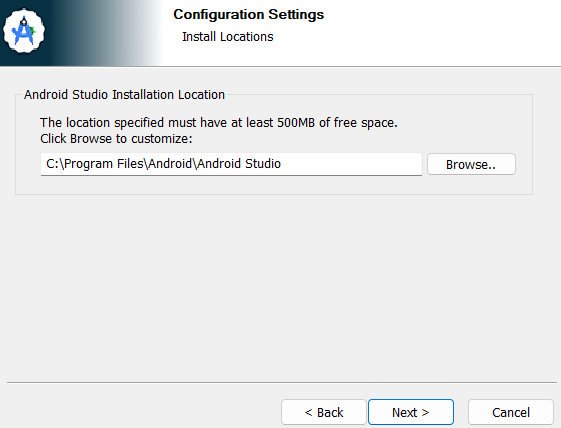 Configuration Settings
Install Locations
Android Studio Installation Location
The location specified must have at least 500MB of free space.
Click Browse to customize:
C:\Program Files\Android\Android Studio
Browse..
< Back
Next >
Cancel